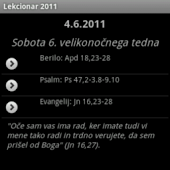 Lekcionar 2011
4.6.2011
Sobota 6. velikonočnega tedna
Berilo: Apd 18,23-28
Psalm: Ps 47,2-3.8-9.10
Evangelij: Jn 16,23-28
"Oče sam vas ima rad, ker imate tudi vi
mene tako radi in trdno verujete, da sem
prišel od Boga" (Jn 16,27).